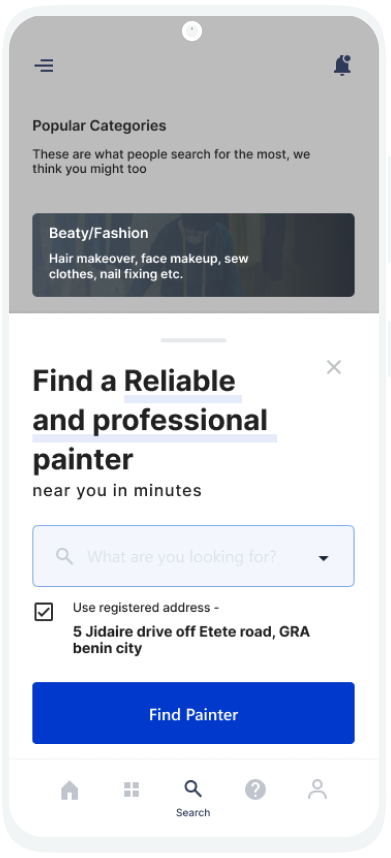 Popular Categories
These are what people search for the most, we
think you might too
Beaty/Fashion
Hair makeover, face makeup, sew
clothes, nail fixing etc.
Find a Reliable
and professional
painter
near you in minutes
What are you looking for?
Use registered address -
5 Jidaire drive off Etete road, GRA
benin city
Find Painter
Search